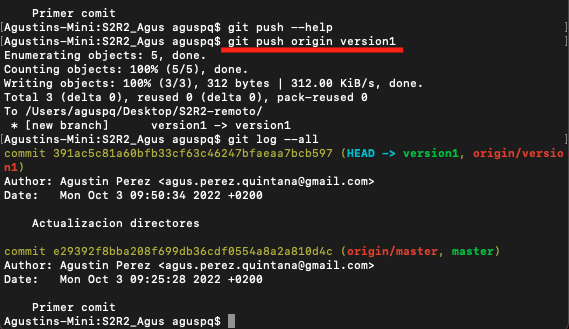 Primer comit
Agustins-Mini:S2R2_Agus aguspq$ git push --help
[Agustins-Mini:S2R2_Agus aguspq$ git push origin version1 ]
Enumerating objects: 5, done.
Counting objects: 100% (5/5), done.
Writing objects: 100% (3/3), 312 bytes | 312.00 KiB/s, done.
Total 3 (delta 0), reused 0 (delta 0), pack-reused 0
To /Users/aguspq/Desktop/S2R2-remoto/
 * [new branch]      version1 -> version1
[Agustins-Mini:S2R2_Agus aguspq$ git log --all ]
commit 391ac5c81a60bfb33cf63c46247bfaeaa7bcb597 (HEAD -> version1, origin/versio
n1)
Author: Agustin Perez <agus.perez.quintana@gmail.com>
Date:   Mon Oct 3 09:50:34 2022 +0200
    Actualizacion directores
commit e29392f8bba208f699db36cdf0554a8a2a810d4c (origin/master, master)
Author: Agustin Perez <agus.perez.quintana@gmail.com>
Date:   Mon Oct 3 09:25:28 2022 +0200
    Primer comit
Agustins-Mini:S2R2_Agus aguspq$